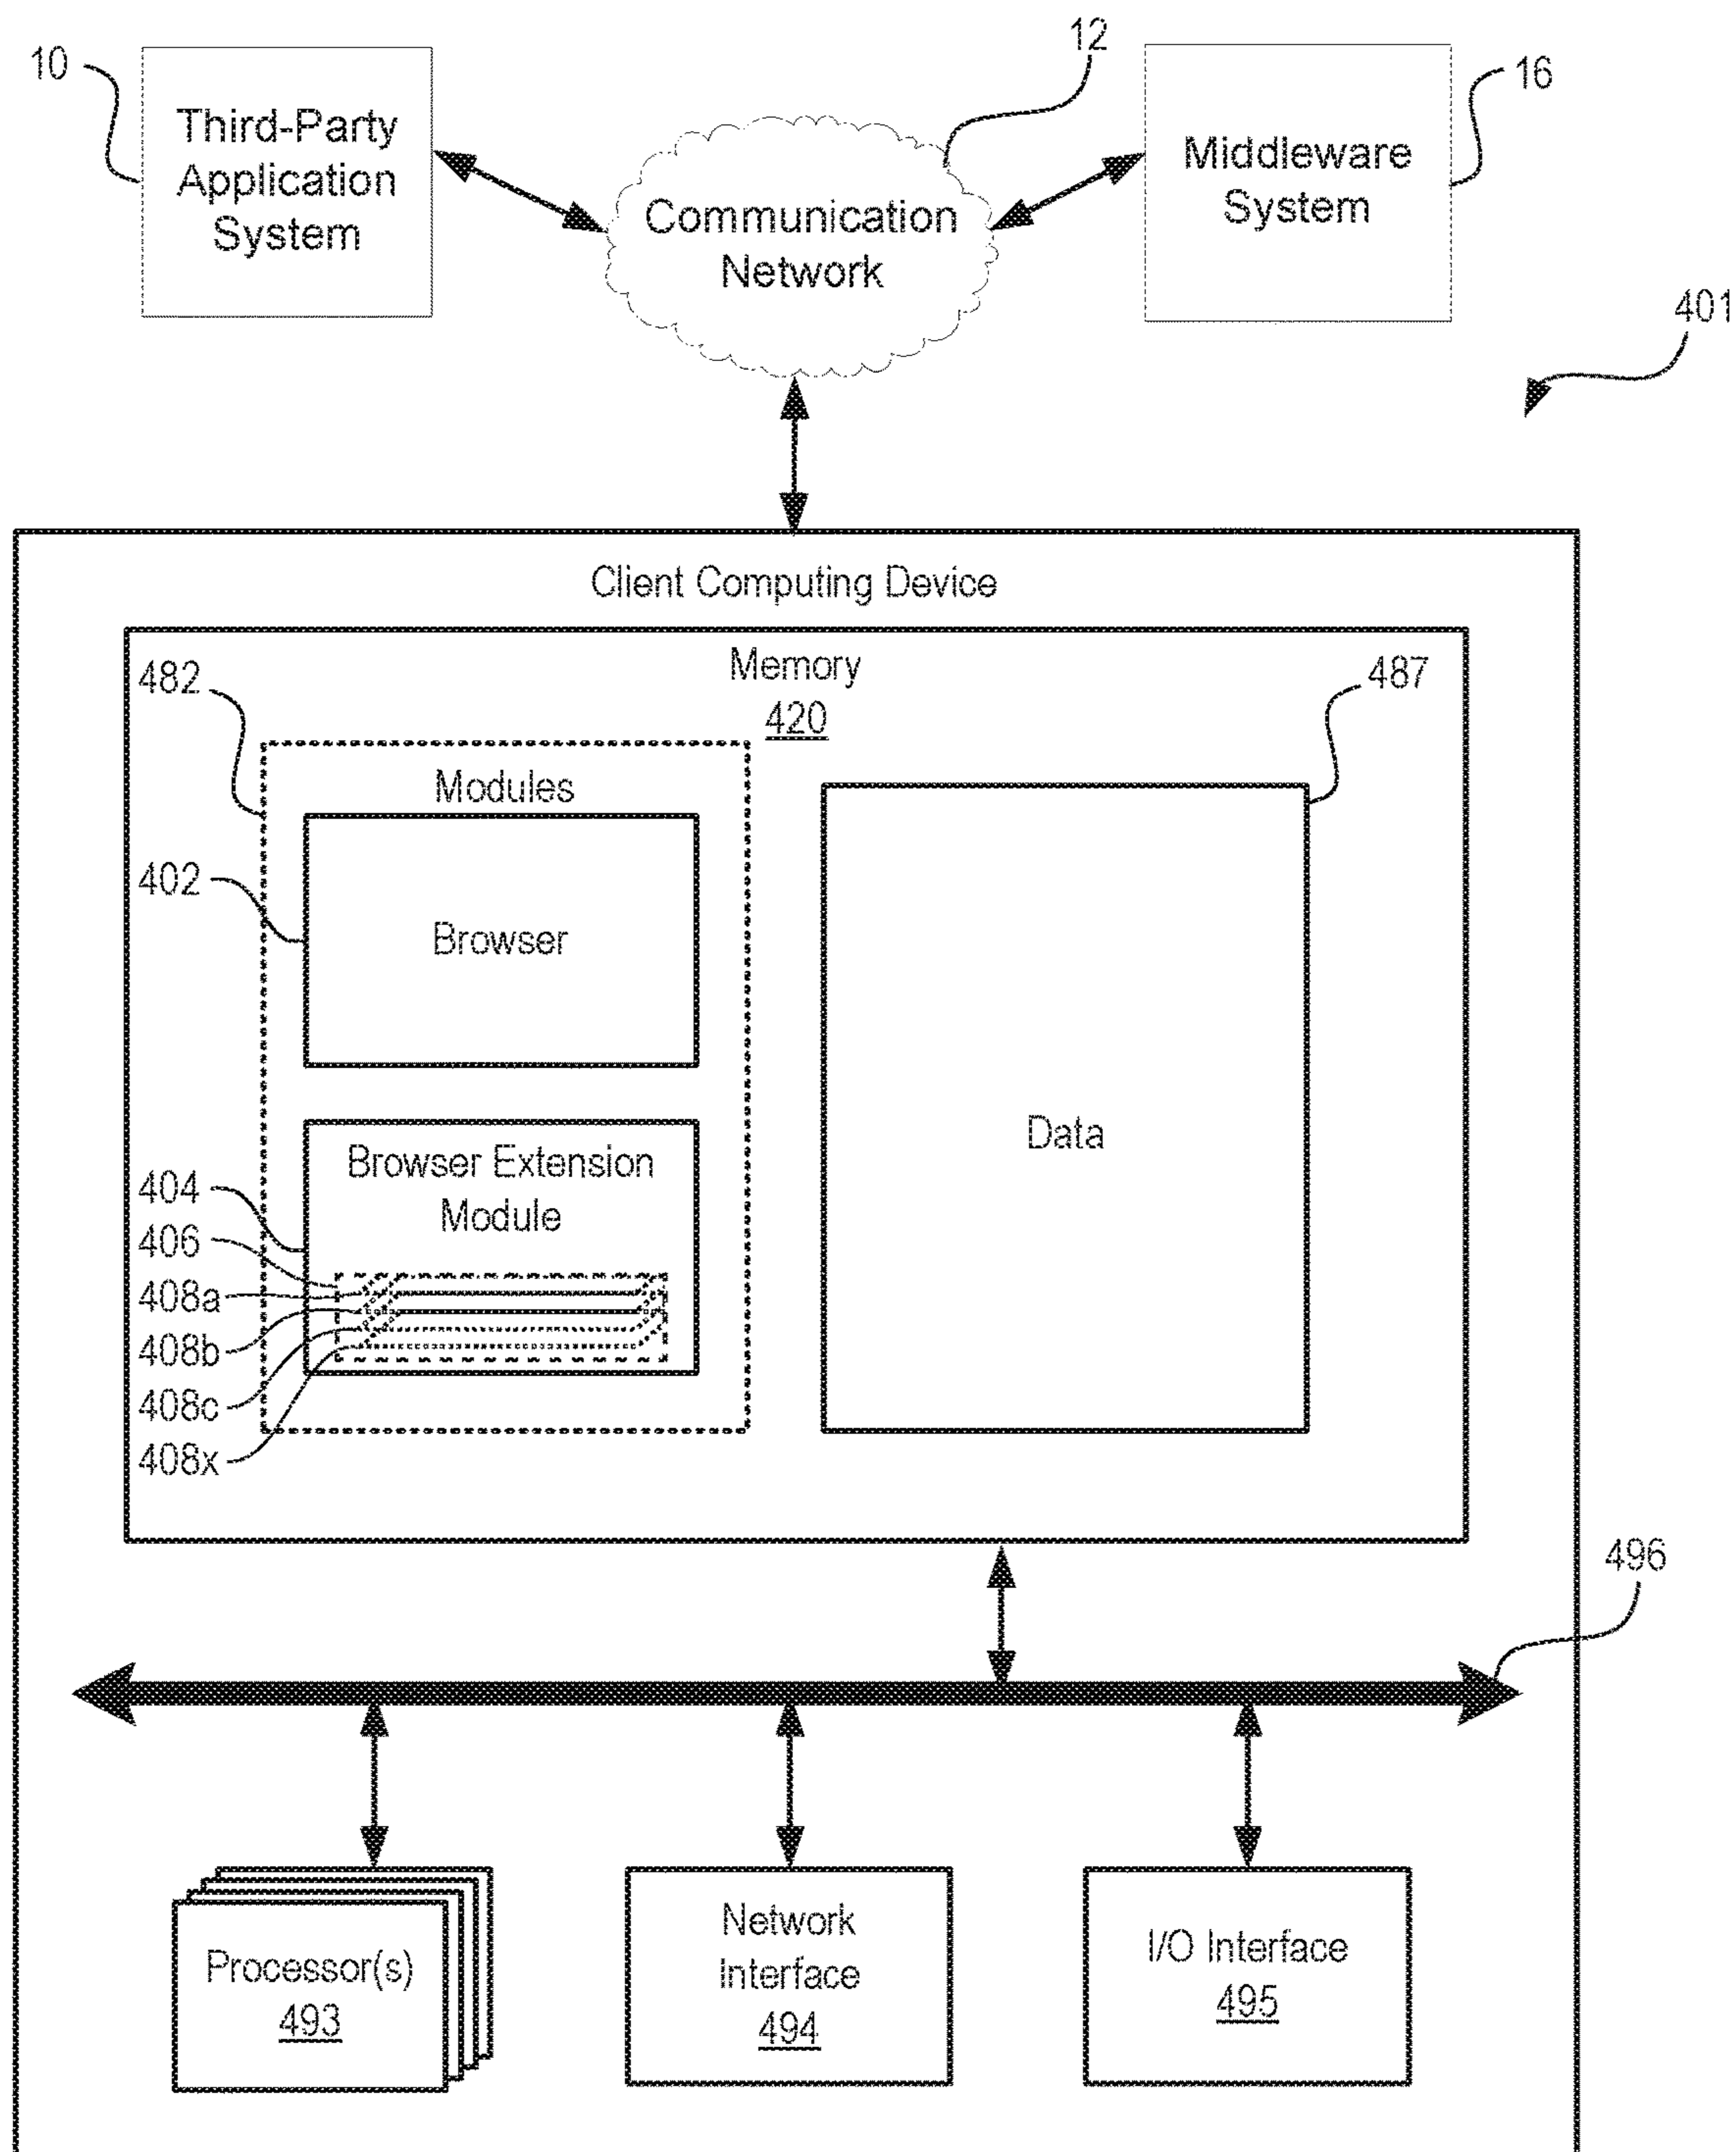 10
Third-Party
Application
System
12
Communication
Network
Middleware
System
16
401
Client Computing Device
Memory
420
482
487
Modules
402
Browser
Data
404
Browser Extension
Module
406
408a
408b
408c
408x
496
Processor(s)
493
Network
Interface
494
I/O Interface
495